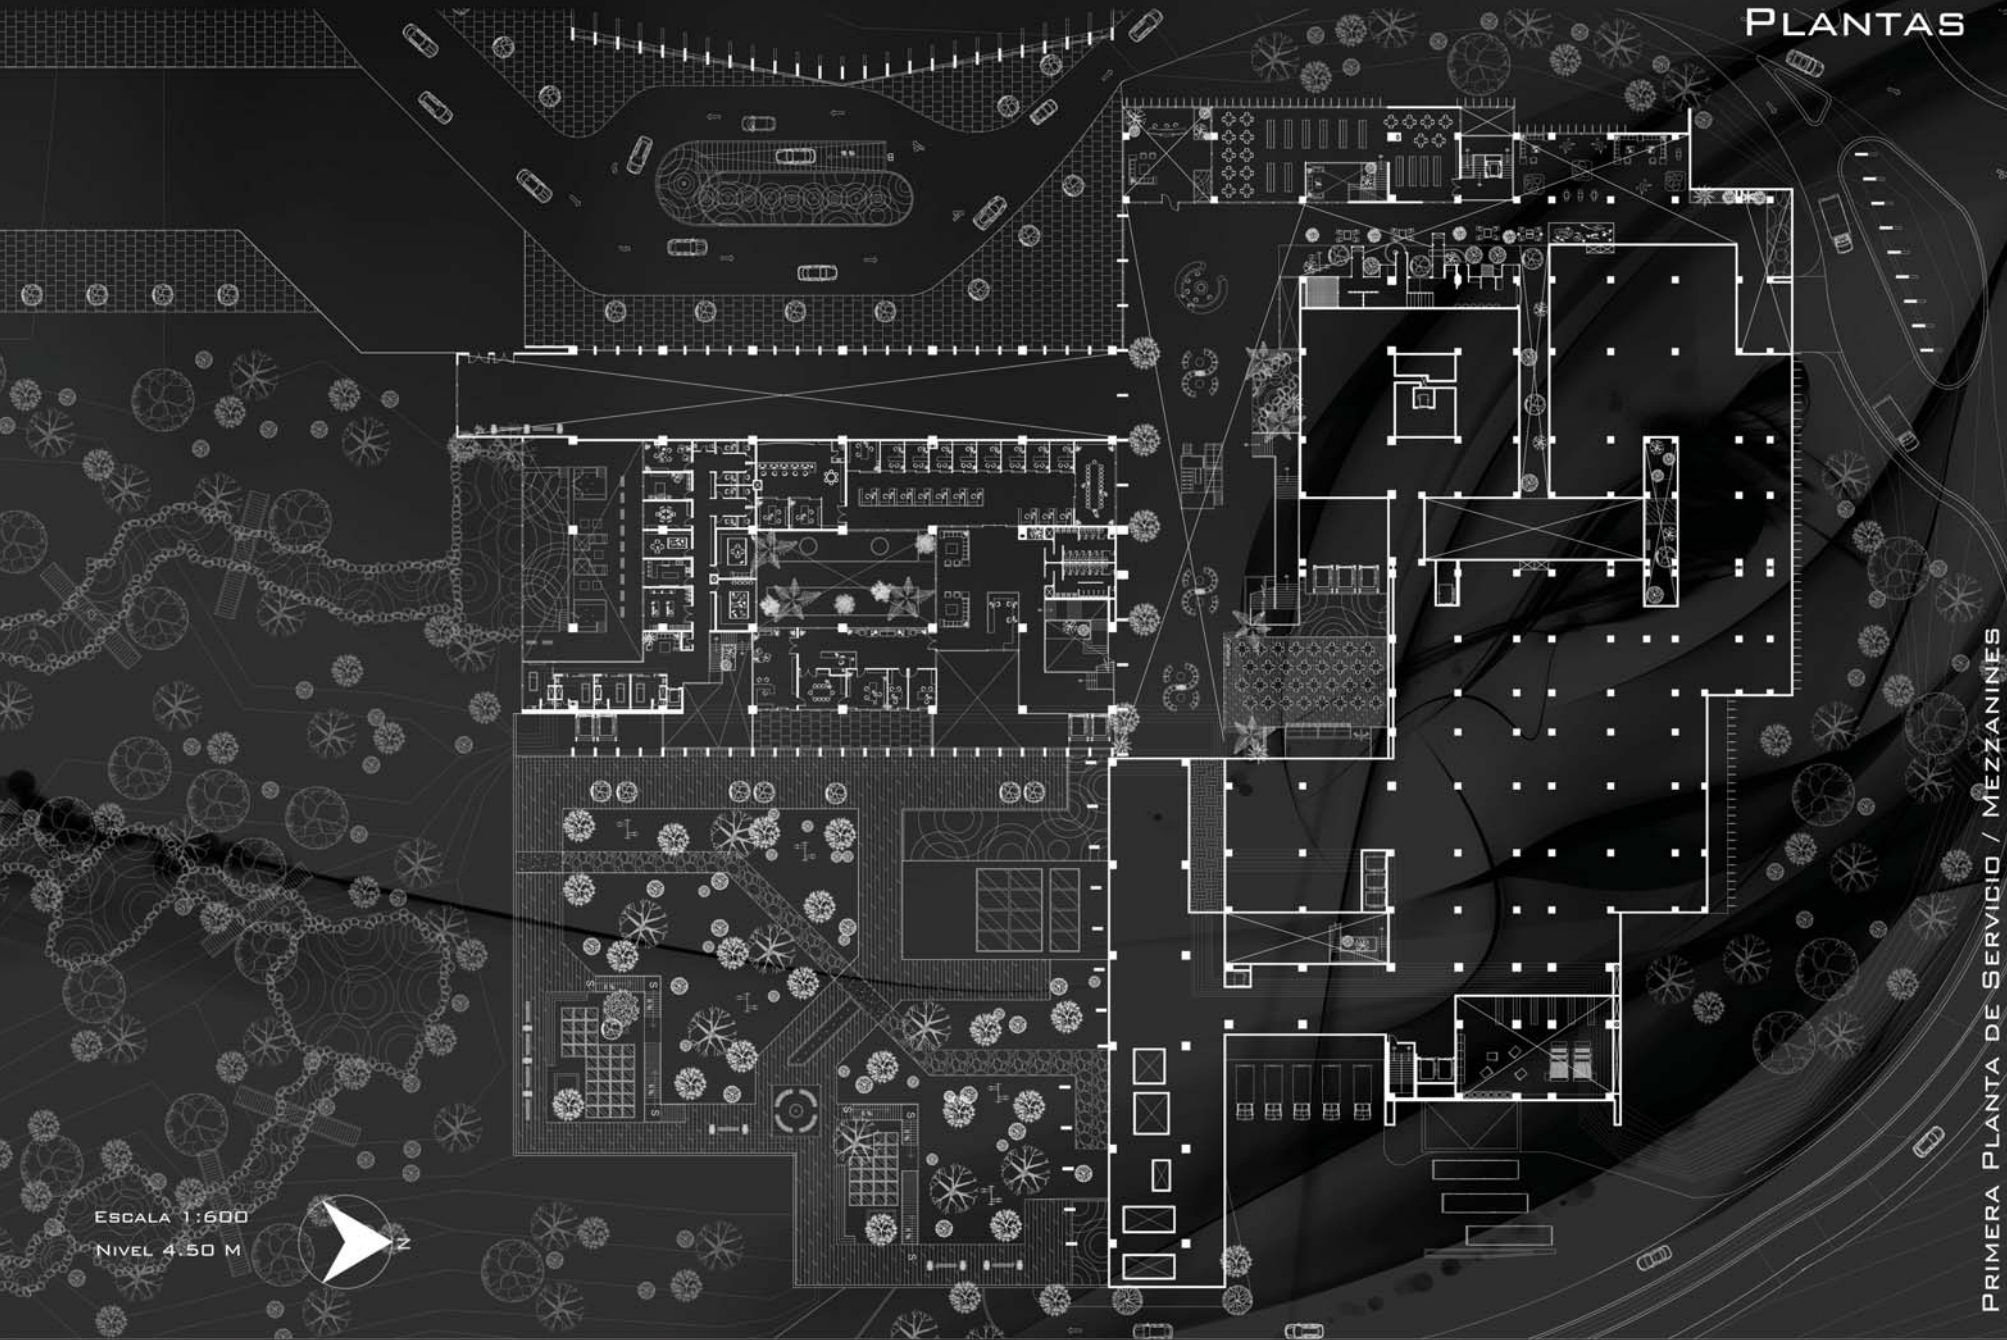 PLANTAS
PRIMERA PLANTA DE SERVICIO / MEZZANINES
ESCALA 1:600
NIVEL 4.50 M
N